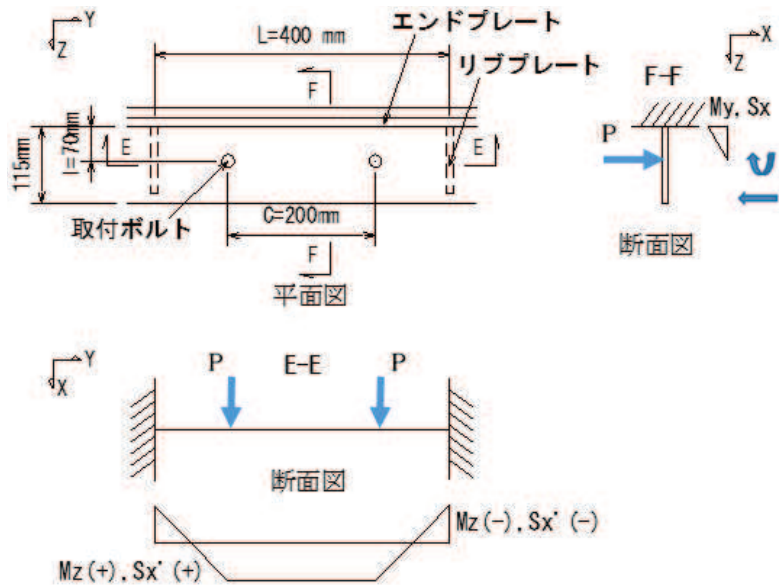 Y
Z
L=400 mm
エンドプレート
リブプレート
F
E
E
115mm
l=70mm
取付ボルト
C=200mm
F
平面図
X
Z
F-F
My, Sx
P
断面図
Y
X
P
E-E
P
断面図
Mz(-), Sx'(-)
Mz(+), Sx'(+)